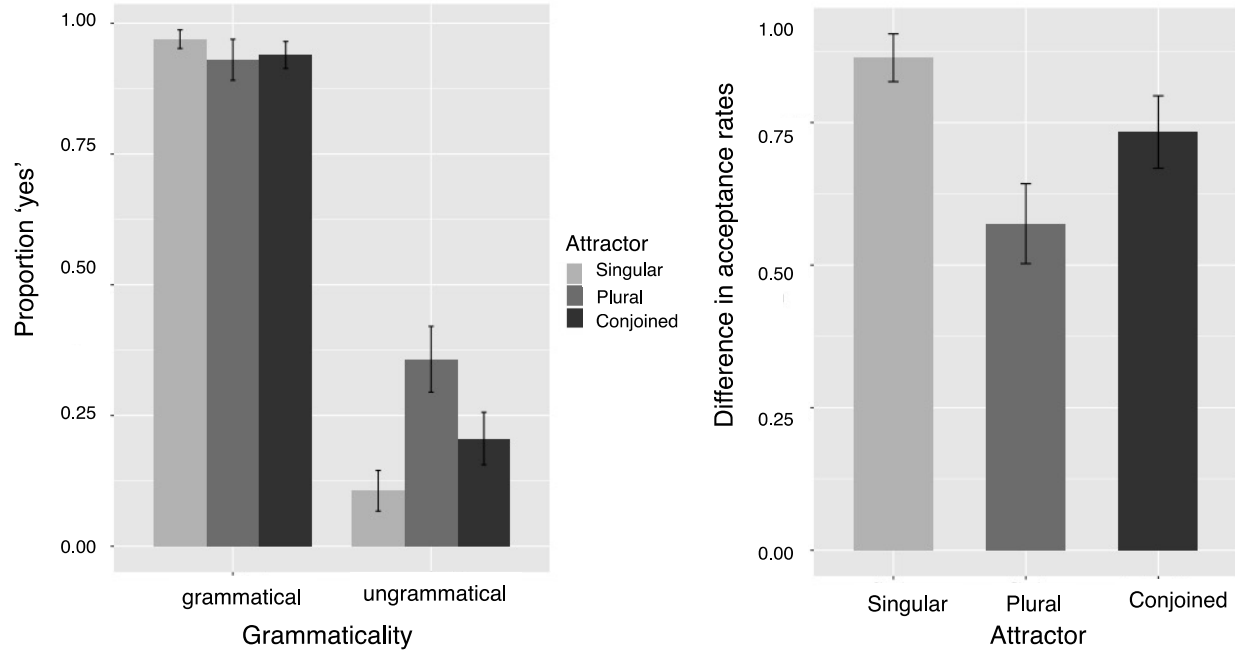 Proportion ‘yes’
1.00
0.75
0.50
0.25
0.00
grammatical
ungrammatical
Grammaticality
Attractor
Singular
Plural
Conjoined
Difference in acceptance rates
1.00
0.75
0.50
0.25
0.00
Singular
Plural
Conjoined
Attractor